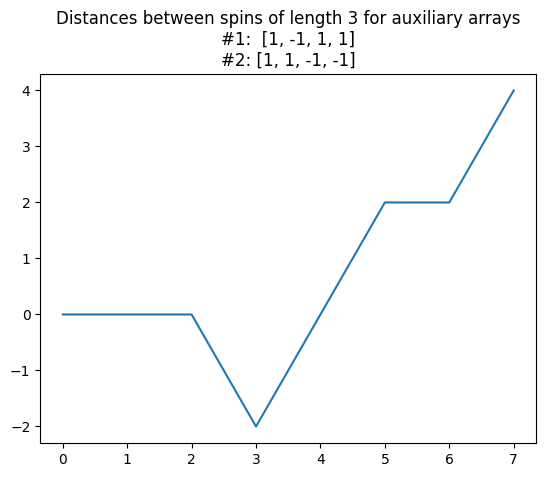 Distances between spins of length 3 for auxiliary arrays
#1:  [1, -1, 1, 1]
#2: [1, 1, -1, -1]
4
3
2
1
0
−1
−2
0 1 2 3 4 5 6 7